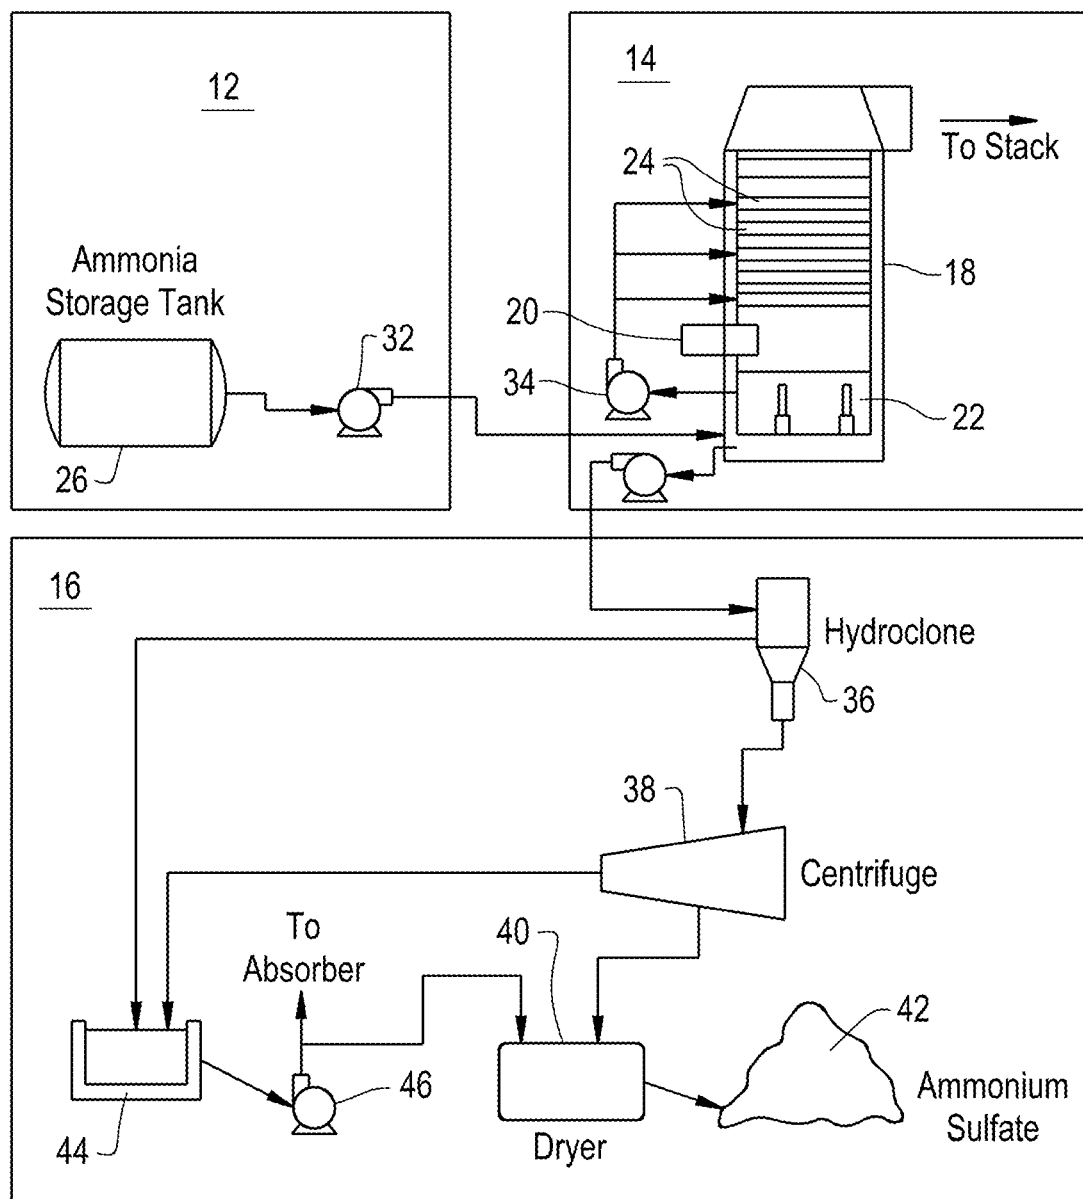 12
14
To Stack
24
Ammonia
Storage Tank
18
20
32
34
22
26
16
Hydroclone
36
38
Centrifuge
To
Absorber
40
42
46
Ammonium
Sulfate
44
Dryer